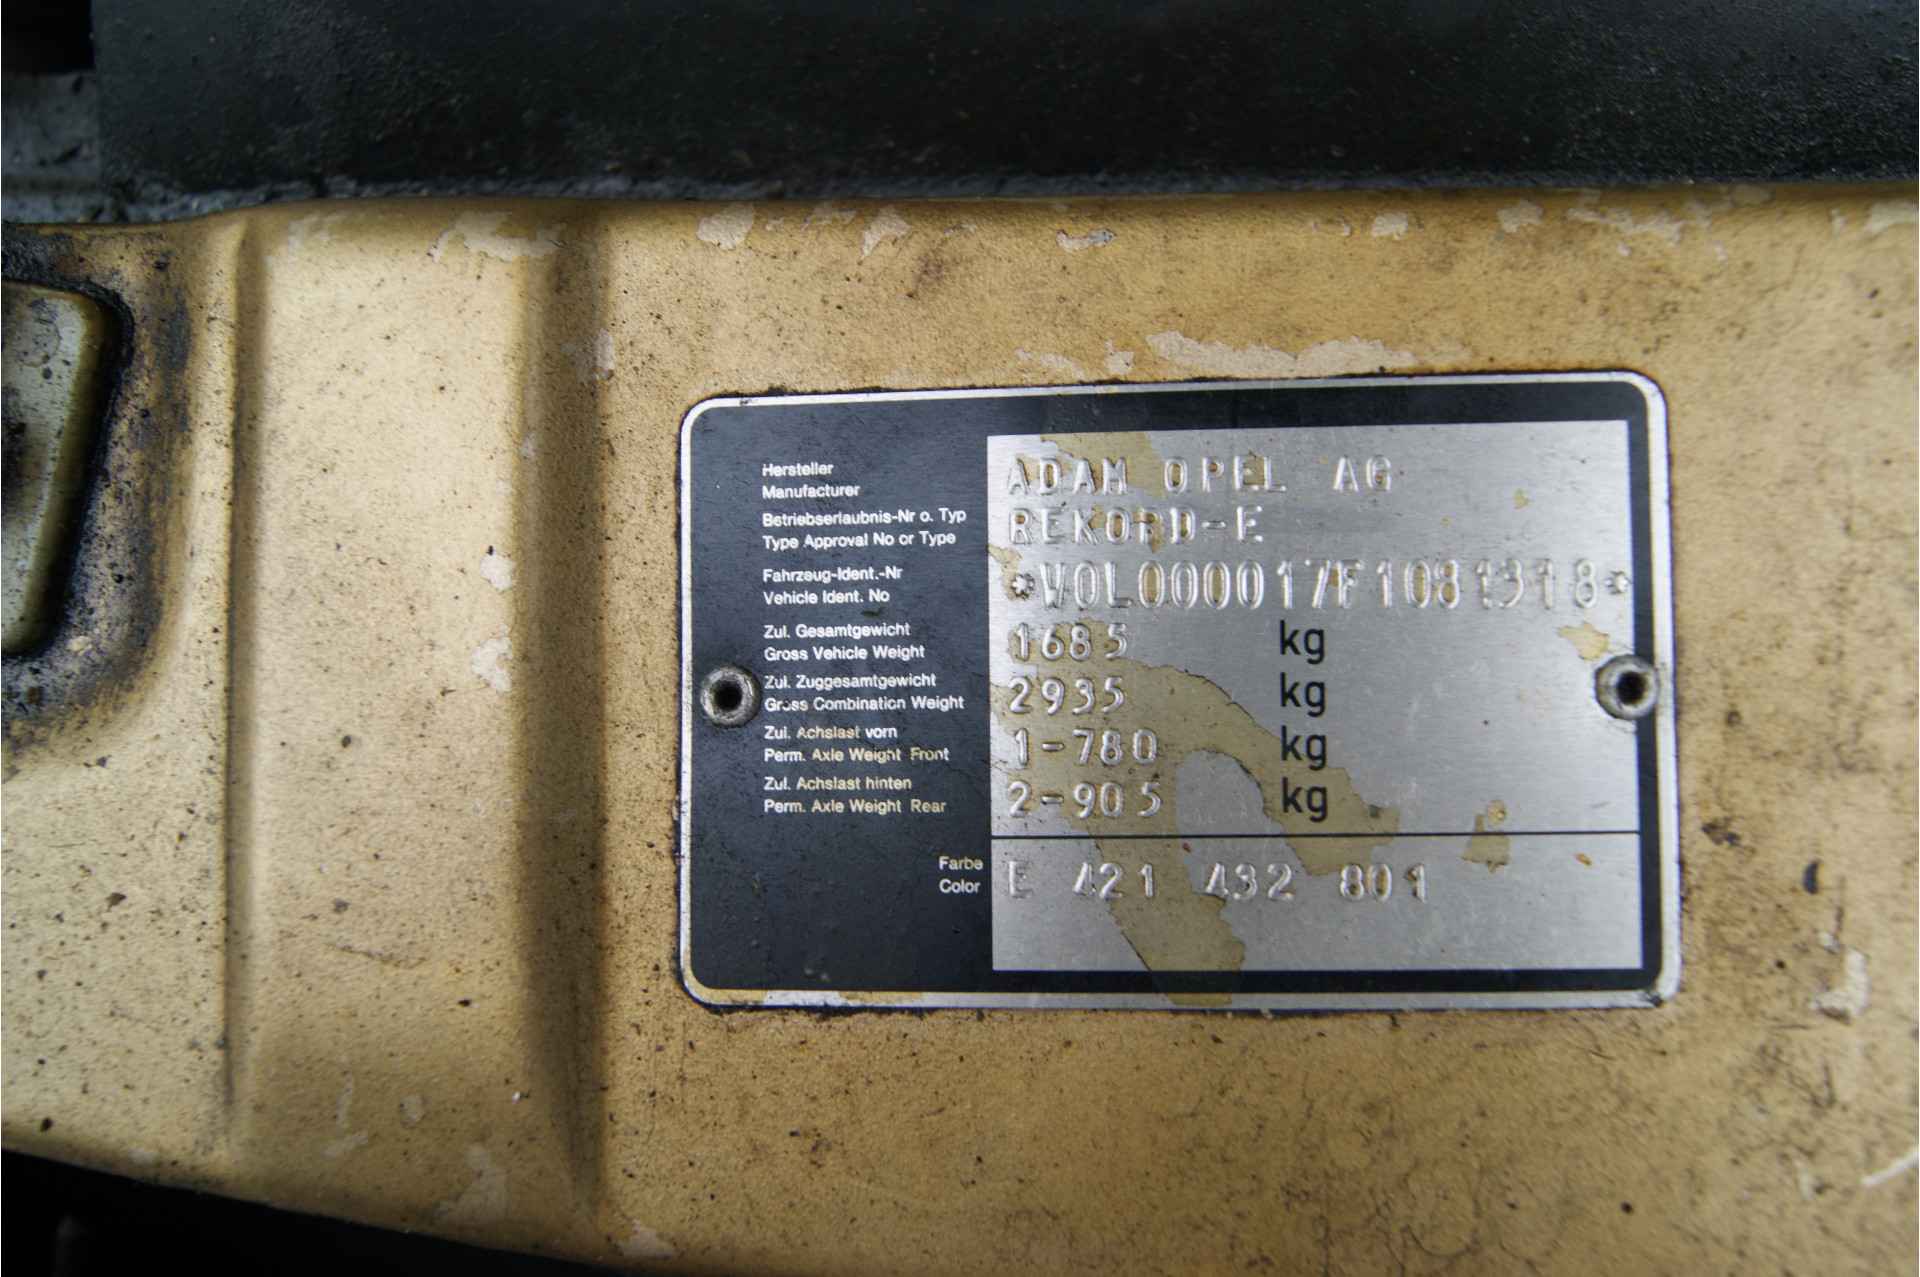 Hersteller ADAM OPEL AG
Manufacturer
Betriebserlaubnis-Nr o. Typ REKORD-E
Type Approval No or Type
Fahrzeug-Ident.-Nr *W0L000017F1081318*
Vehicle Ident. No
Zul. Gesamtgewicht 1685 kg
Gross Vehicle Weight
Zul. Zuggesamtgewicht 2935 kg
Gross Combination Weight
Zul. Achslast vorn 1-780 kg
Perm. Axle Weight Front
Zul. Achslast hinten 2-905 kg
Perm. Axle Weight Rear
Farbe E 421 432 801
Color